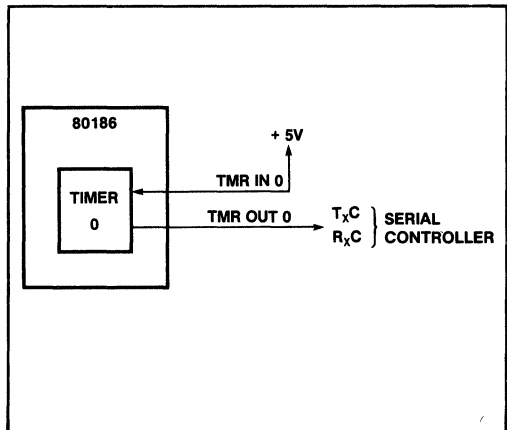 80186
+ 5V
TIMER
0
TMR IN 0
TMR OUT 0
TxC
RxC
SERIAL
CONTROLLER